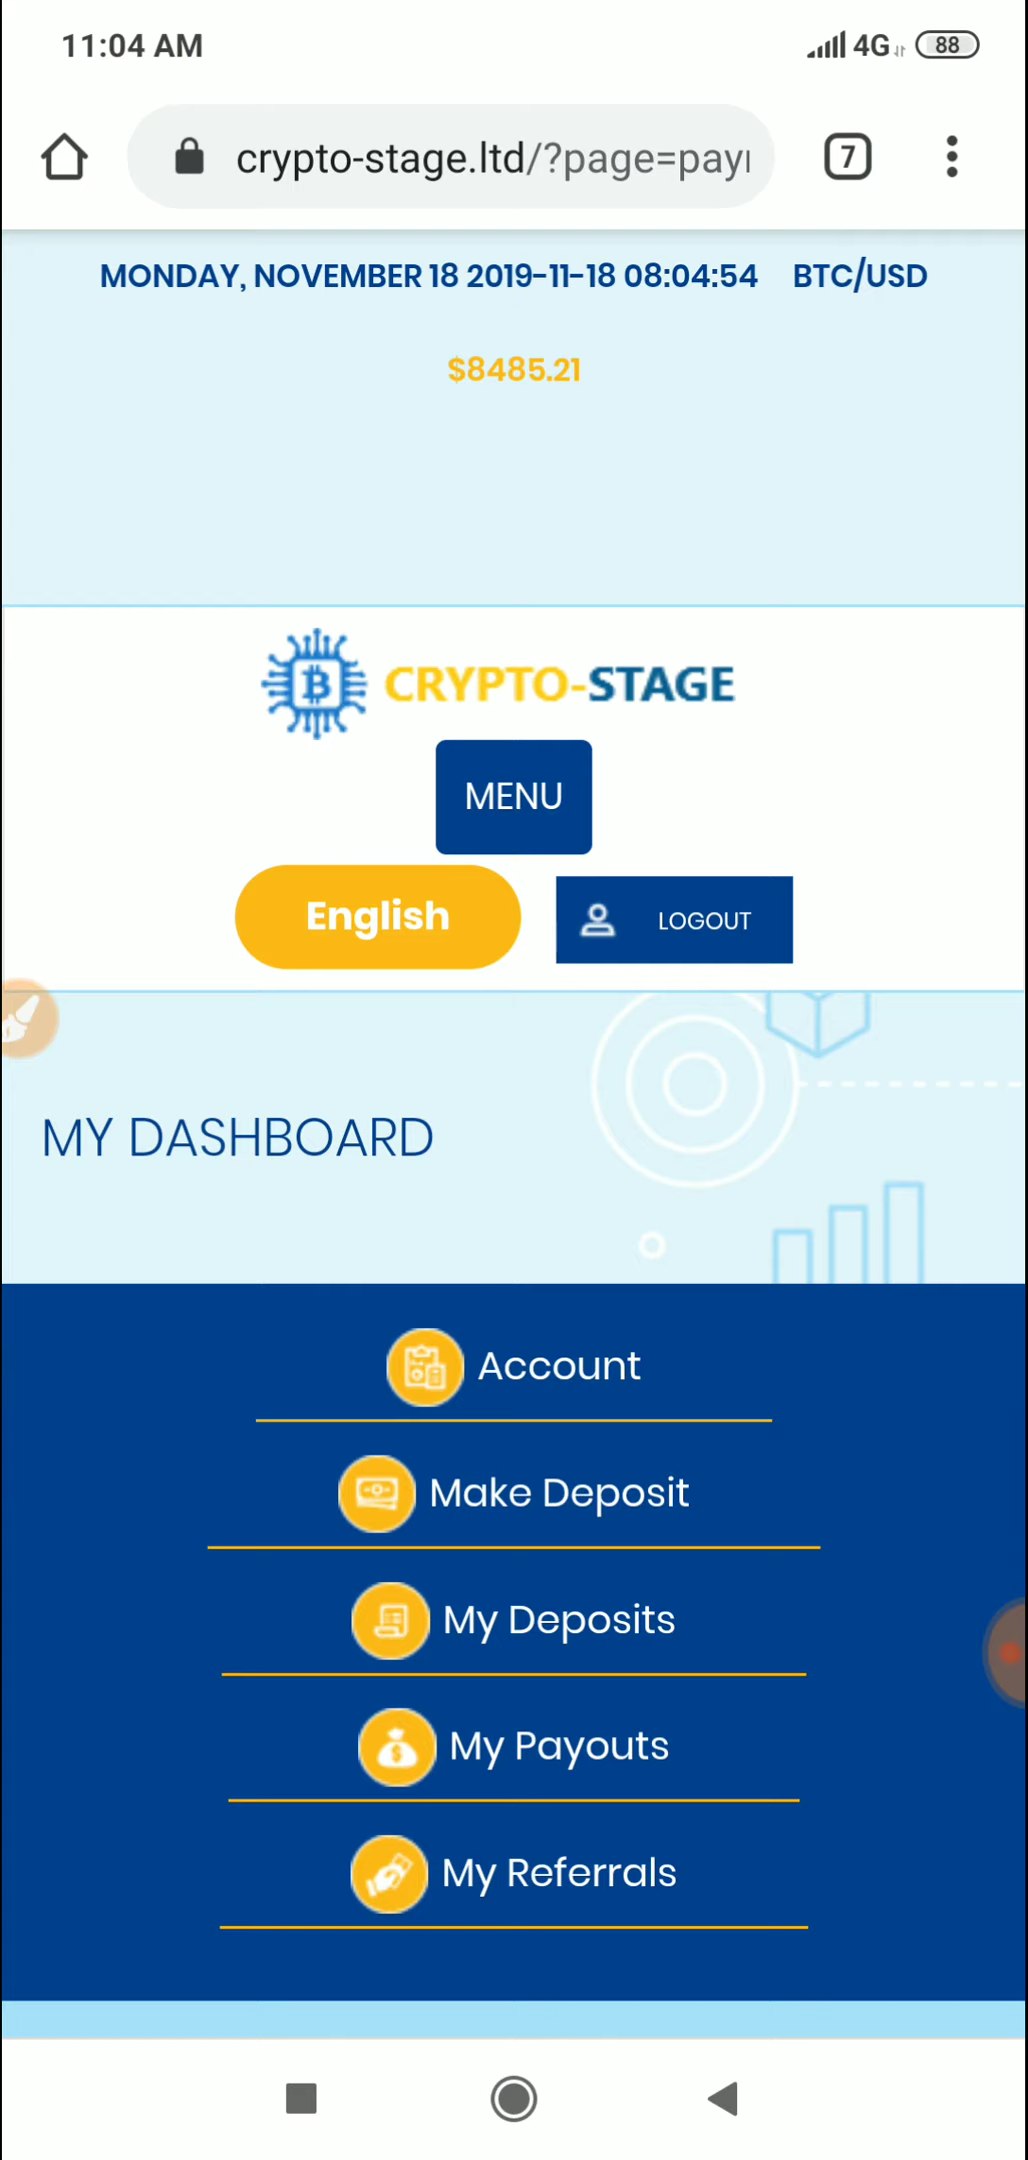 11:04 AM 4G 88
crypto-stage.ltd/?page=pay 7
MONDAY, NOVEMBER 18 2019-11-18 08:04:54 BTC/USD
$8485.21
CRYPTO-STAGE
MENU
English LOGOUT
MY DASHBOARD
Account
Make Deposit
My Deposits
My Payouts
My Referrals